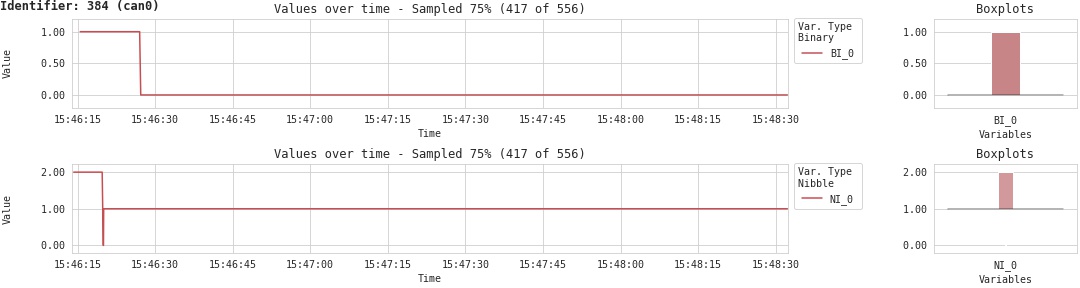 Identifier: 384 (can0)
Values over time - Sampled 75% (417 of 556)
Value
1.00
0.50
0.00
15:46:15 15:46:30 15:46:45 15:47:00 15:47:15 15:47:30 15:47:45 15:48:00 15:48:15 15:48:30
Time
Var. Type
Binary
BI_0
Boxplots
1.00
0.50
0.00
BI_0
Variables
Values over time - Sampled 75% (417 of 556)
Value
2.00
1.00
0.00
15:46:15 15:46:30 15:46:45 15:47:00 15:47:15 15:47:30 15:47:45 15:48:00 15:48:15 15:48:30
Time
Var. Type
Nibble
NI_0
Boxplots
2.00
1.00
0.00
NI_0
Variables